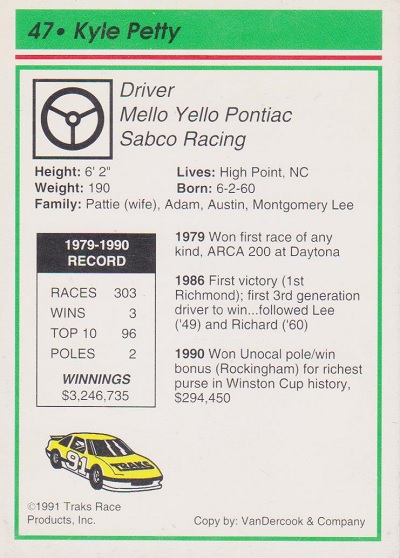 47• Kyle Petty
Driver
Mello Yello Pontiac
Sabco Racing
Height: 6' 2" Lives: High Point, NC
Weight: 190 Born: 6-2-60
Family: Pattie (wife), Adam, Austin, Montgomery Lee
1979-1990
RECORD
RACES 303
WINS 3
TOP 10 96
POLES 2
WINNINGS
$3,246,735
1979 Won first race of any
kind, ARCA 200 at Daytona
1986 First victory (1st
Richmond); first 3rd generation
driver to win...followed Lee
('49) and Richard ('60)
1990 Won Unocal pole/win
bonus (Rockingham) for richest
purse in Winston Cup history,
$294,450
TRAKS
91
©1991 Traks Race
Products, Inc.
Copy by: VanDercook & Company